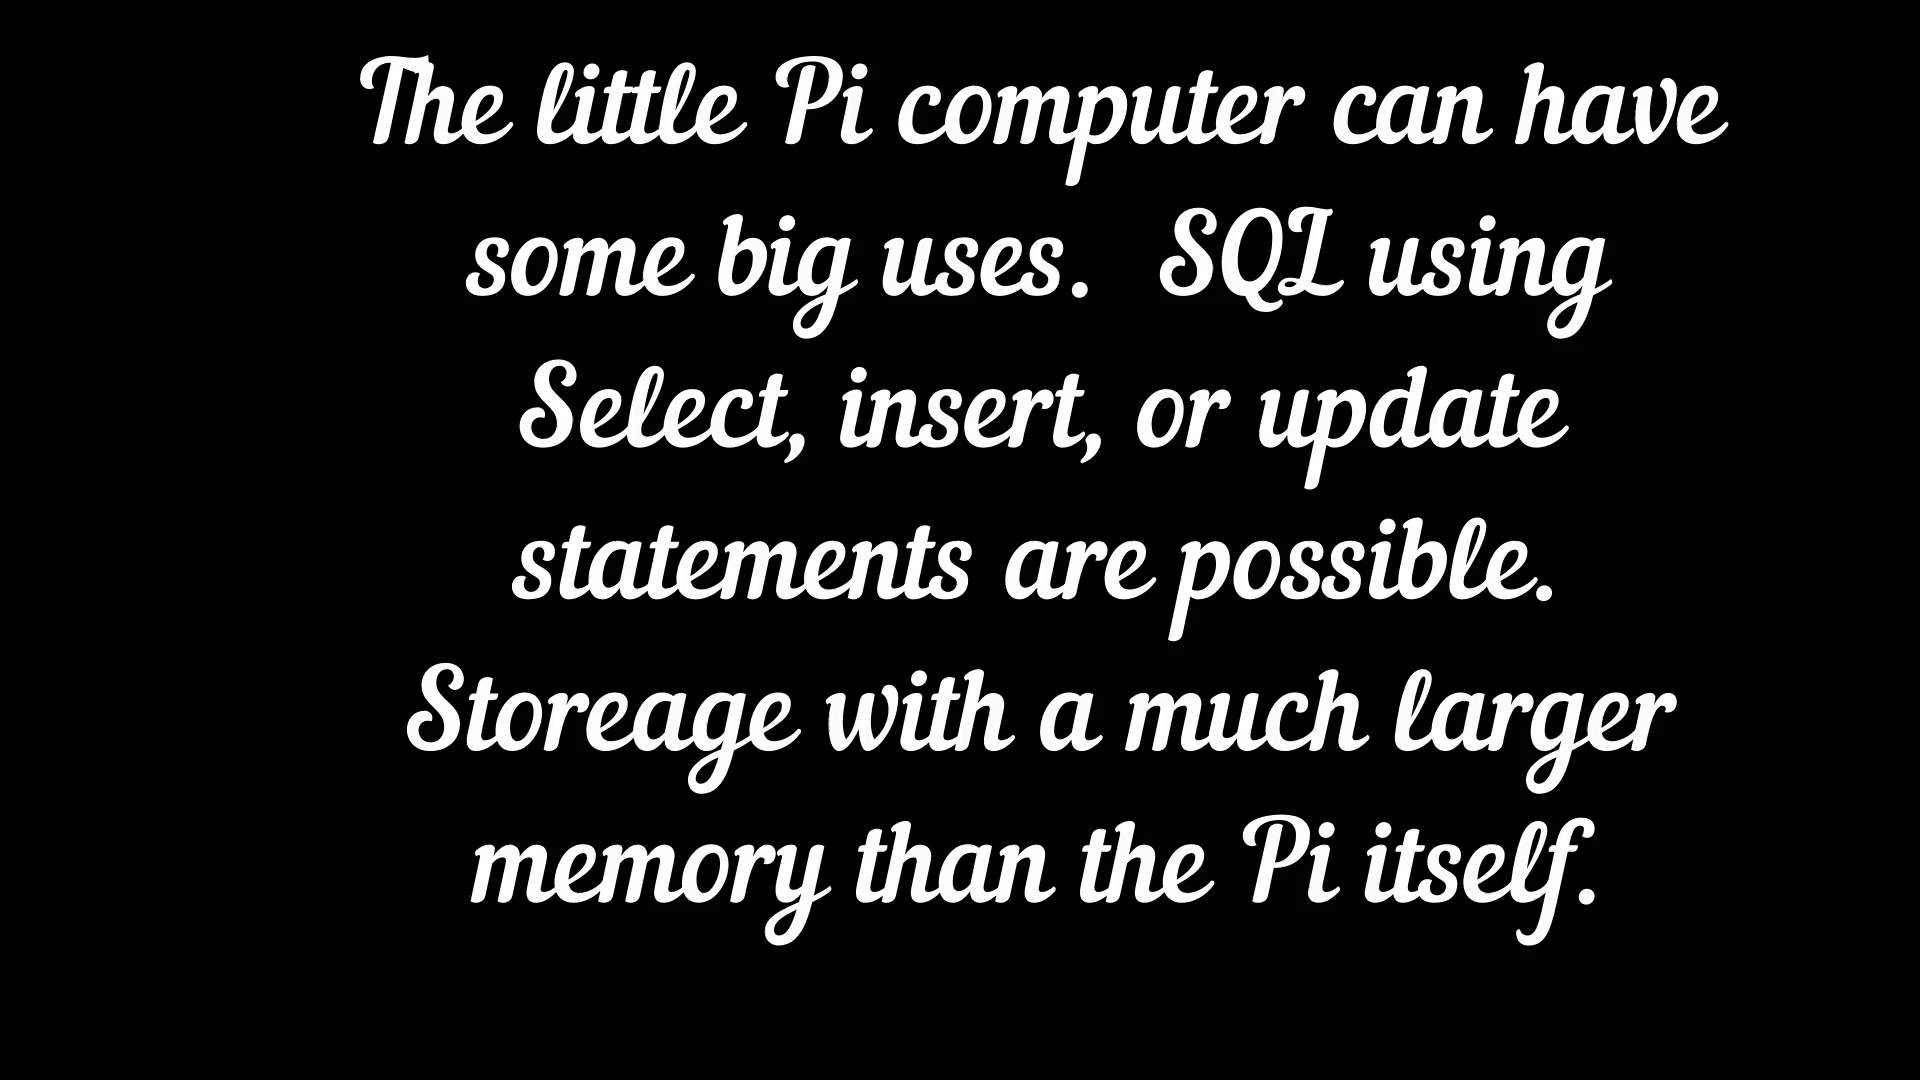 The little Pi computer can have
some big uses.  SQL using
Select, insert, or update
statements are possible.
Storeage with a much larger
memory than the Pi itself.